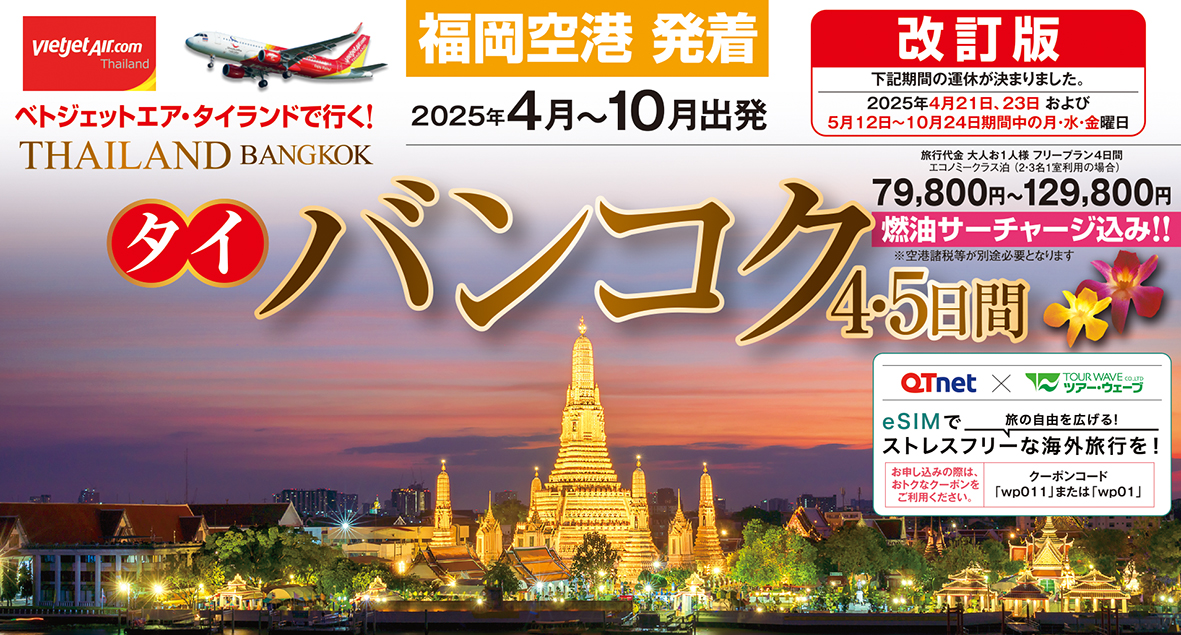 vietjetAir.com
Thailand
ベトジェットエア・タイランドで行く!
THAILAND BANGKOK
福岡空港 発着
2025年4月〜10月出発
改訂版
下記期間の運休が決まりました。
2025年4月21日、23日 および
5月12日〜10月24日期間中の月・水・金曜日
旅行代金 大人お1人様 フリープラン4日間
エコノミークラス泊(2・3名1室利用の場合)
79,800円〜129,800円
燃油サーチャージ込み!!
※空港諸税等が別途必要となります
タイ
バンコク
4・5日間
QTnet × TOUR WAVE CO.,LTD
ツアー・ウェーブ
eSIMで 旅の自由を広げる!
ストレスフリーな海外旅行を!
お申し込みの際は、
おトクなクーポンを
ご利用ください。
クーポンコード
「wp011」または「wp01」